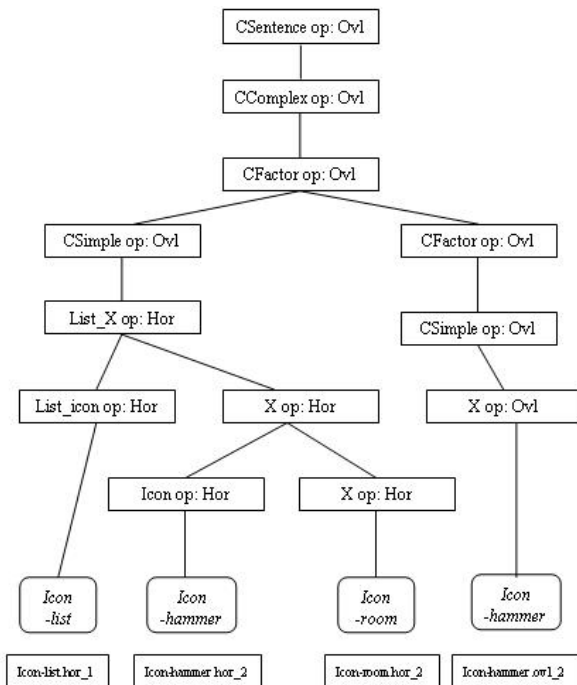 CSentence op: Ovl
CComplex op: Ovl
CFactor op: Ovl
CSimple op: Ovl
CFactor op: Ovl
List_X op: Hor
CSimple op: Ovl
List_icon op: Hor
X op: Hor
X op: Ovl
Icon op: Hor
X op: Hor
Icon
-list
Icon
-hammer
Icon
-room
Icon
-hammer
Icon-list.hor_1
Icon-hammer.hor_2
Icon-room.hor_2
Icon-hammer.ovl_2